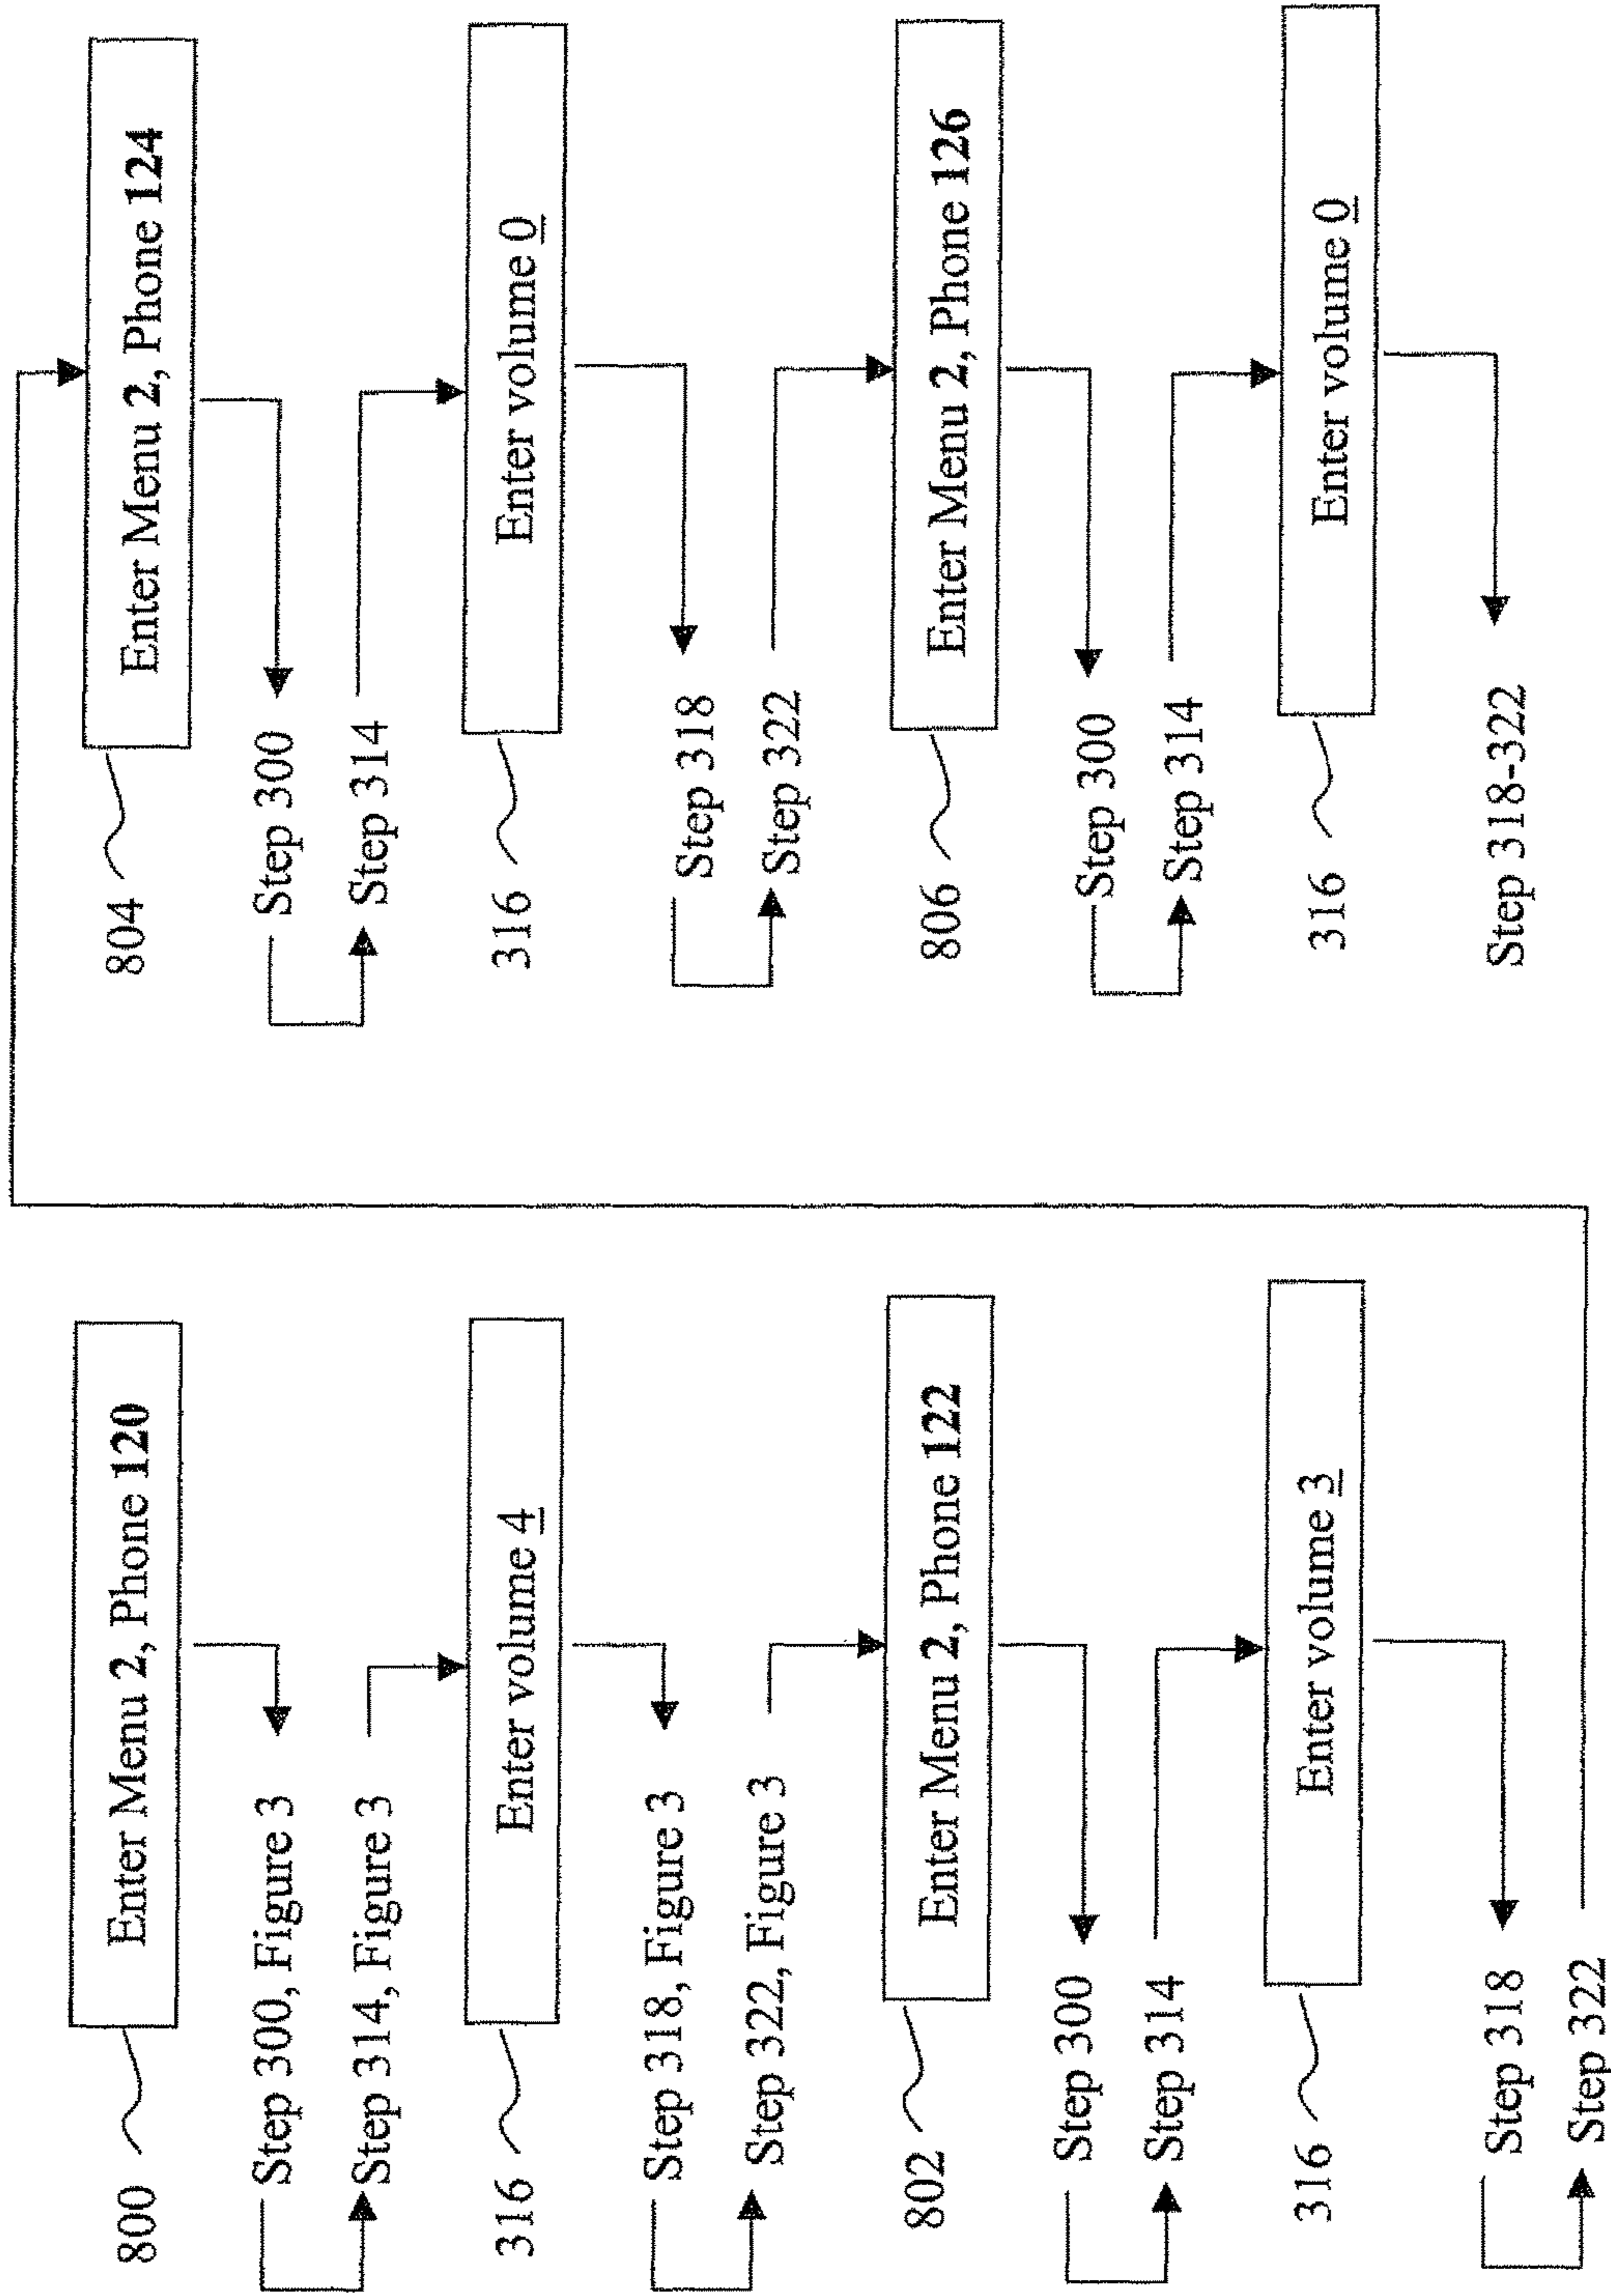 800
Enter Menu 2, Phone 120
Step 300, Figure 3
Step 314, Figure 3
316
Enter volume 4
Step 318, Figure 3
Step 322, Figure 3
802
Enter Menu 2, Phone 122
Step 300
Step 314
316
Enter volume 3
Step 318
Step 322
804
Enter Menu 2, Phone 124
Step 300
Step 314
316
Enter volume 0
Step 318
Step 322
806
Enter Menu 2, Phone 126
Step 300
Step 314
316
Enter volume 0
Step 318-322